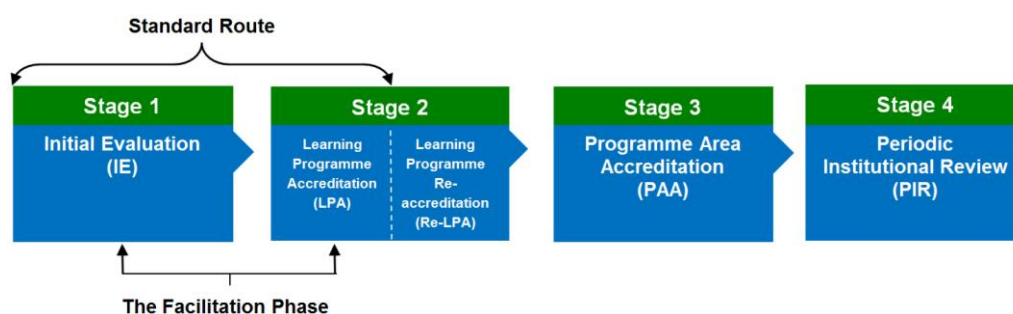 Standard Route
Stage 1
Initial Evaluation
(IE)
Stage 2
Learning
Programme
Accreditation
(LPA)
Learning
Programme
Re-
accreditation
(Re-LPA)
Stage 3
Programme Area
Accreditation
(PAA)
Stage 4
Periodic
Institutional Review
(PIR)
The Facilitation Phase